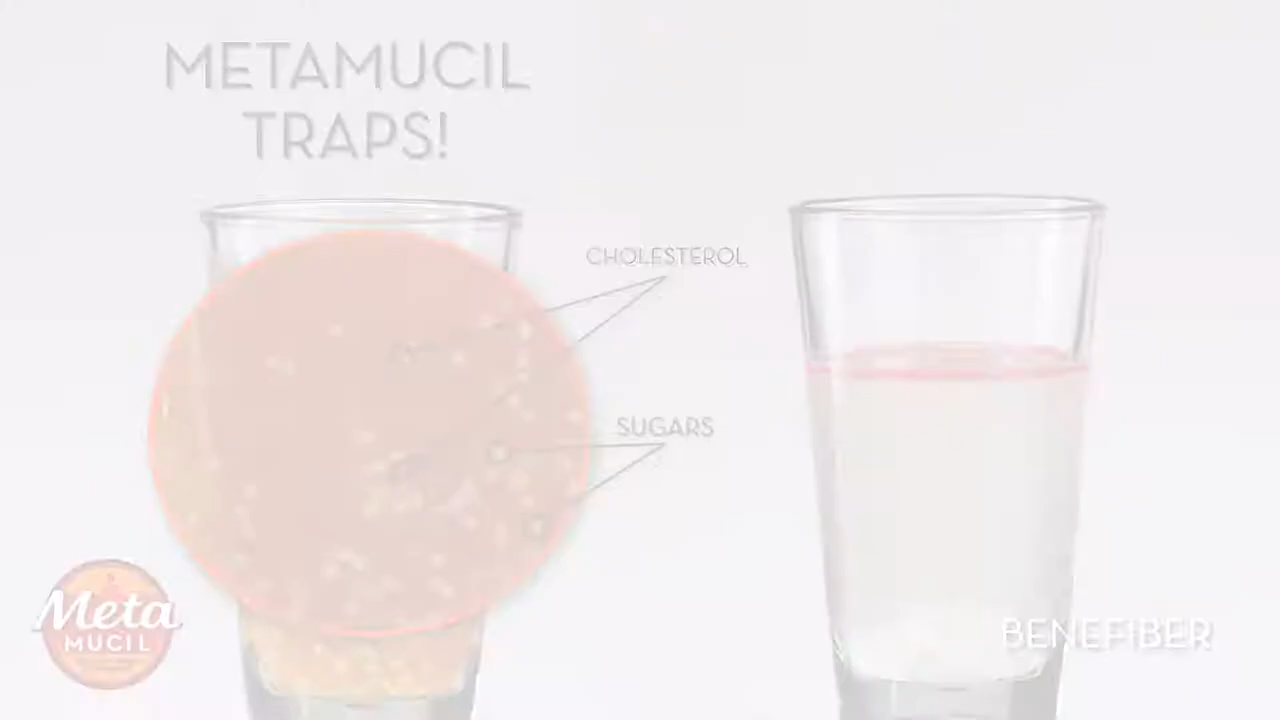 METAMUCIL
TRAPS!
CHOLESTEROL
SUGARS
Meta
MUCIL
BENEFIBER